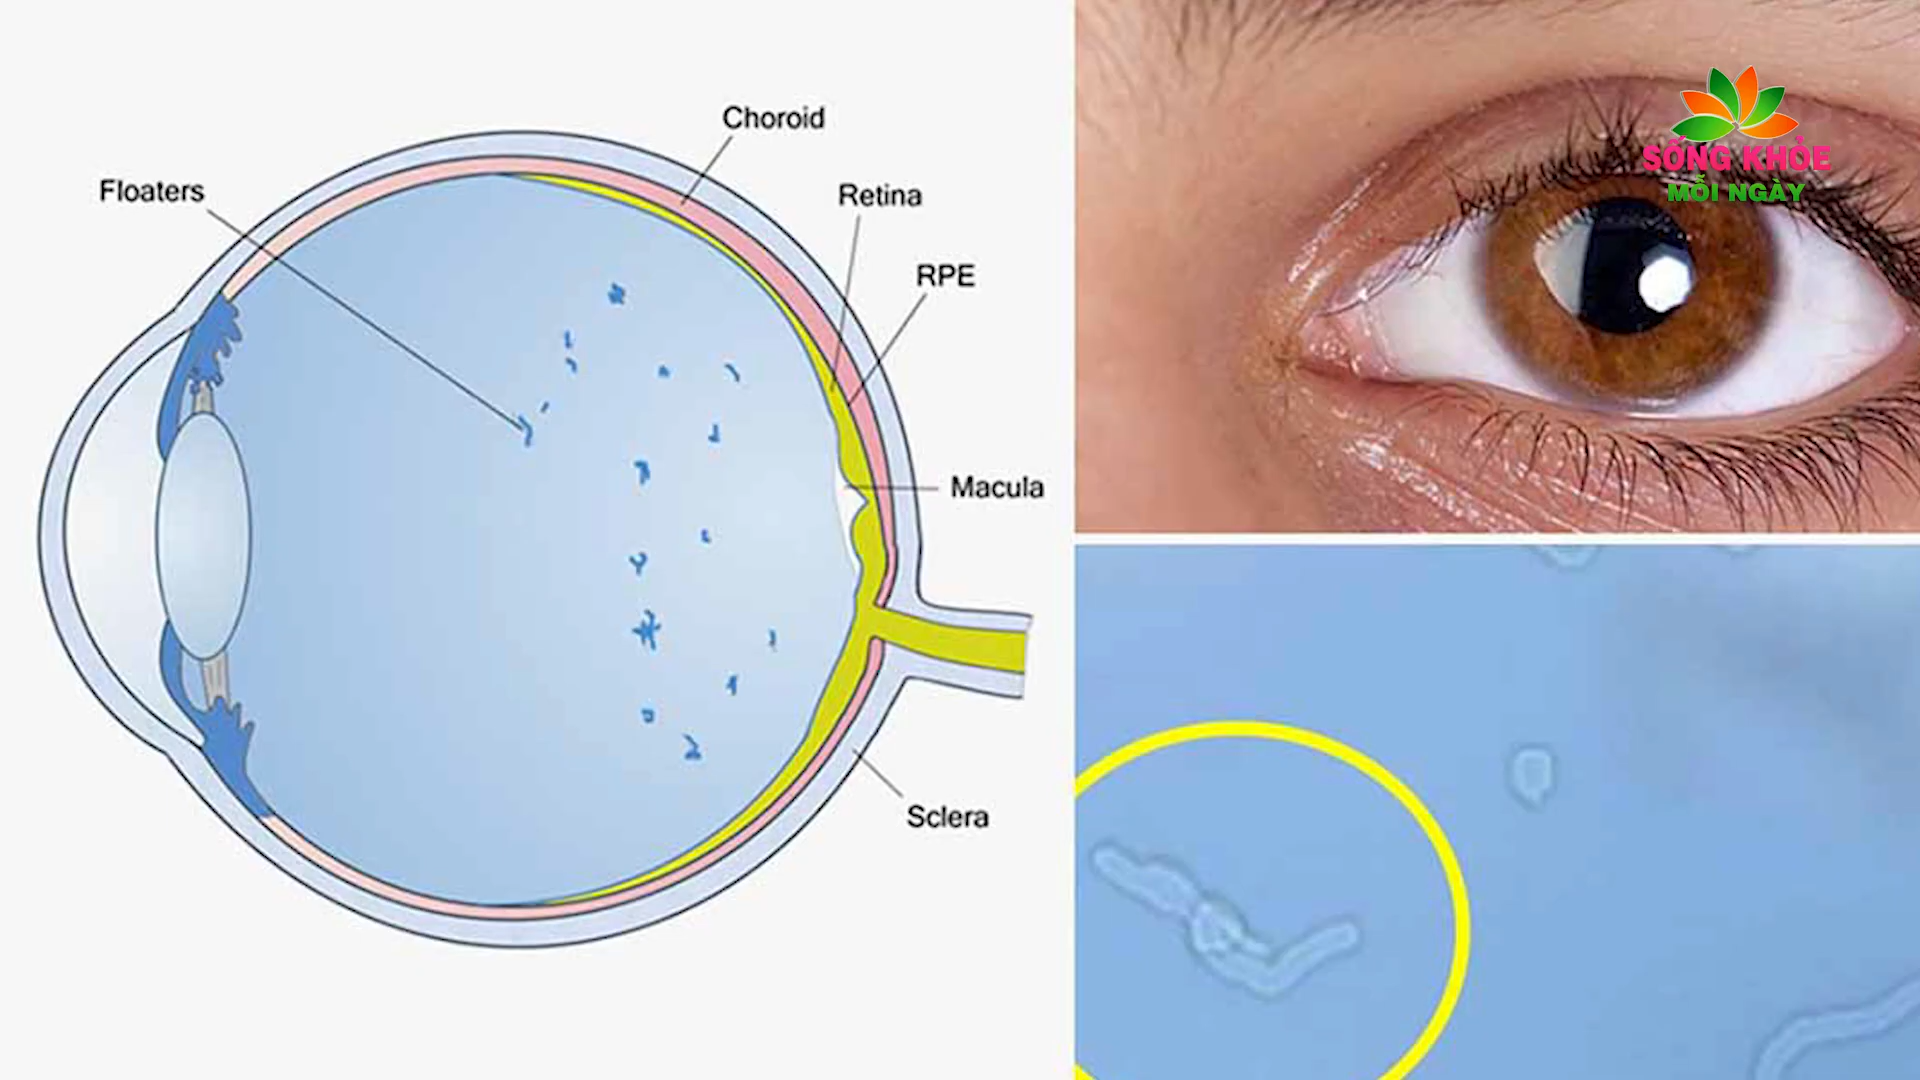 Choroid
Floaters
Retina
RPE
Macula
Sclera
SỐNG KHỎE
MỖI NGÀY